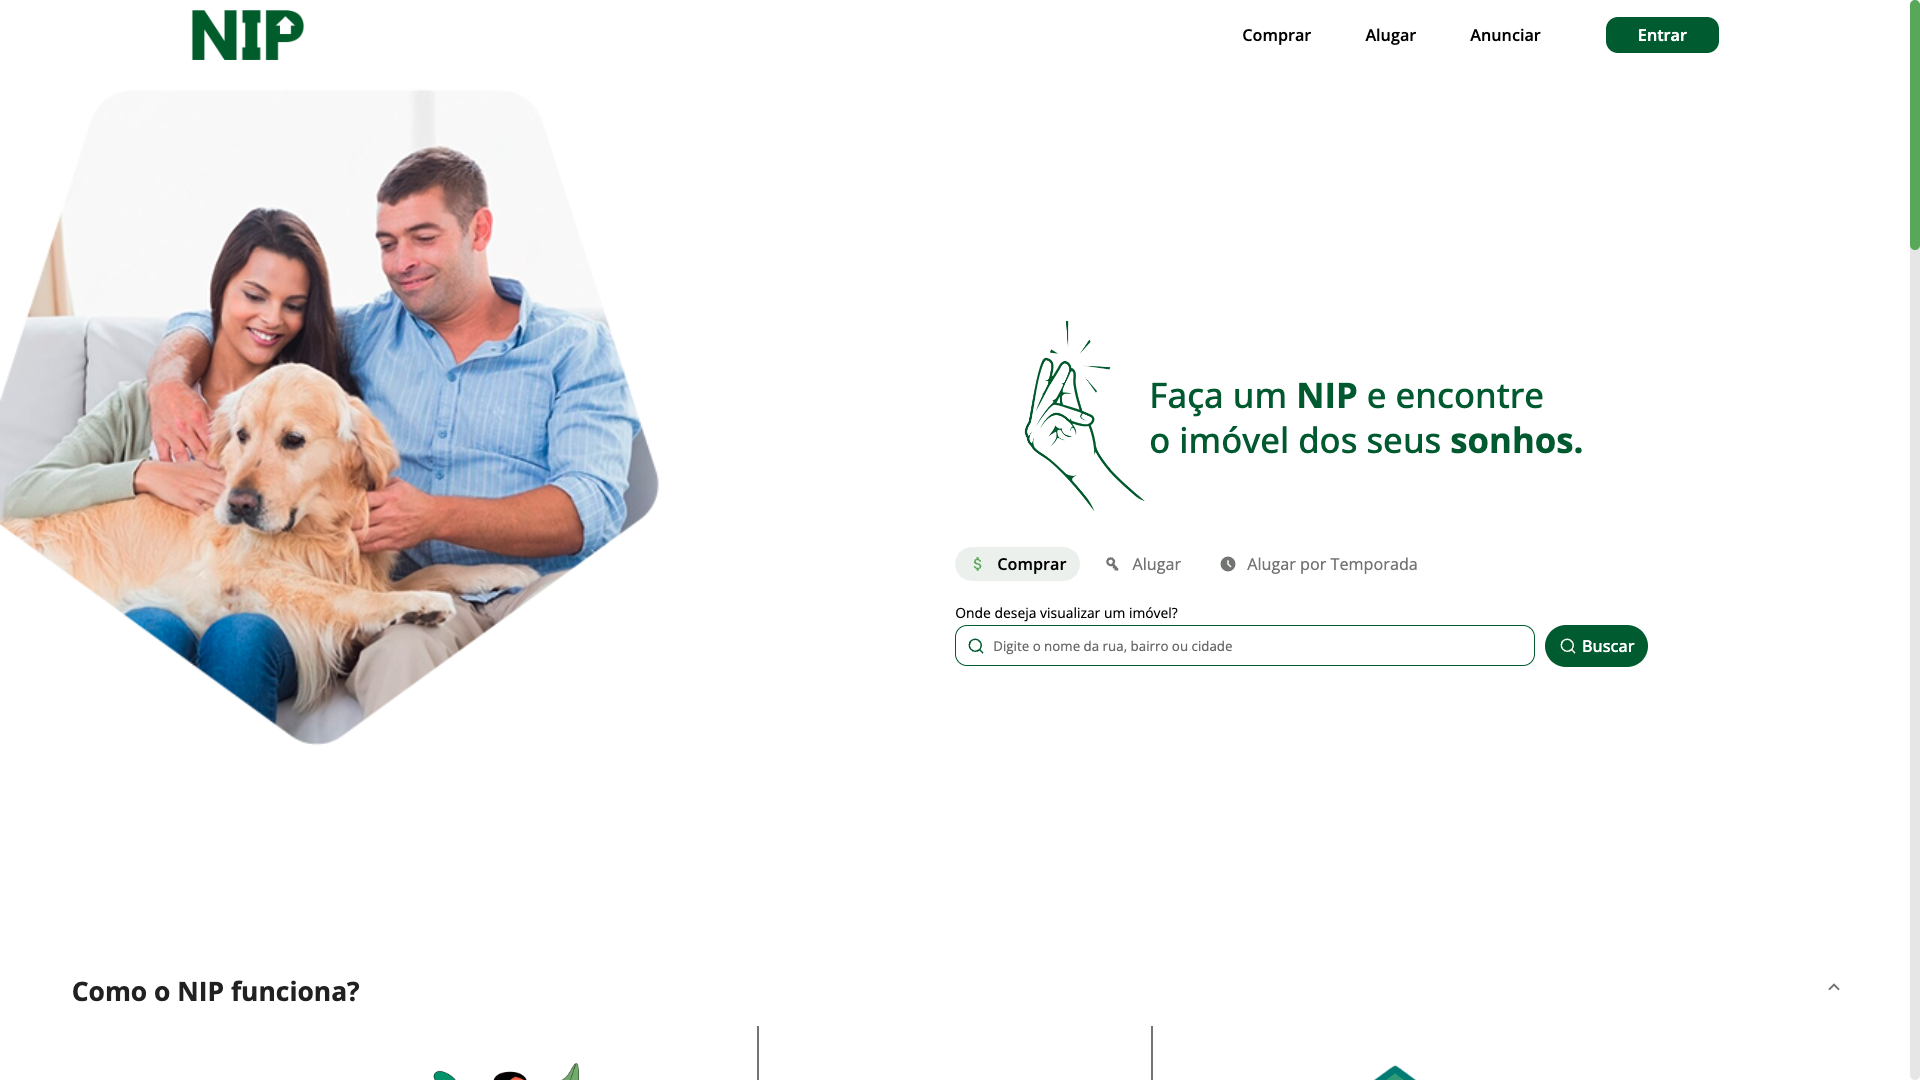 NIP
Comprar
Alugar
Anunciar
Entrar
Faça um NIP e encontre
o imóvel dos seus sonhos.
$ Comprar
Alugar
Alugar por Temporada
Onde deseja visualizar um imóvel?
Digite o nome da rua, bairro ou cidade
Buscar
Como o NIP funciona?